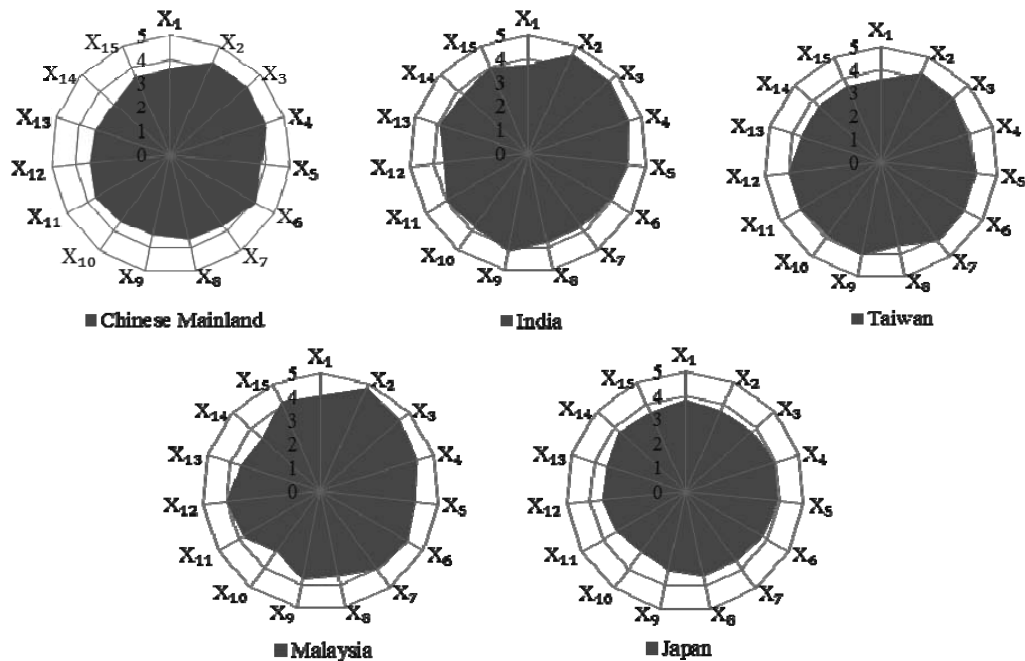 X₁
X₂
X₃
X₄
X₅
X₆
X₇
X₈
X₉
X₁₀
X₁₁
X₁₂
X₁₃
X₁₄
X₁₅
5
4
3
2
1
0
Chinese Mainland
X₁
X₂
X₃
X₄
X₅
X₆
X₇
X₈
X₉
X₁₀
X₁₁
X₁₂
X₁₃
X₁₄
X₁₅
5
4
3
2
1
0
India
X₁
X₂
X₃
X₄
X₅
X₆
X₇
X₈
X₉
X₁₀
X₁₁
X₁₂
X₁₃
X₁₄
X₁₅
5
4
3
2
1
0
Taiwan
X₁
X₂
X₃
X₄
X₅
X₆
X₇
X₈
X₉
X₁₀
X₁₁
X₁₂
X₁₃
X₁₄
X₁₅
5
4
3
2
1
0
Malaysia
X₁
X₂
X₃
X₄
X₅
X₆
X₇
X₈
X₉
X₁₀
X₁₁
X₁₂
X₁₃
X₁₄
X₁₅
5
4
3
2
1
0
Japan